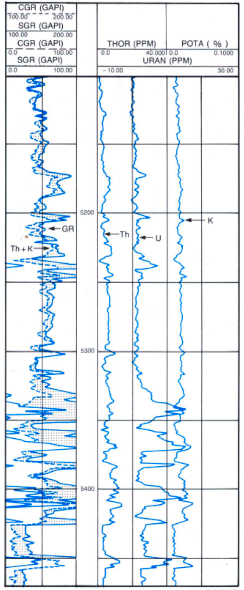 CGR (GAPI)
100.00 200.00
SGR (GAPI)
100.00 200.00
CGR (GAPI) THOR (PPM) POTA ( % )
0.0 100.00 0.0 40.000 0.0 0.1000
SGR (GAPI) URAN (PPM)
0.0 100.00 −10.00 30.00
5200
K
GR
Th
U
Th + K
5300
5400